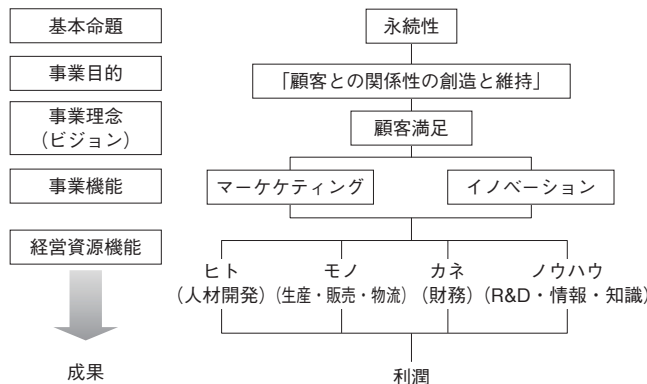 基本命題
永続性
事業目的
「顧客との関係性の創造と維持」
事業理念
(ビジョン)
顧客満足
事業機能
マーケケティング
イノベーション
経営資源機能
ヒト
(人材開発)
モノ
(生産・販売・物流)
カネ
(財務)
ノウハウ
(R&D・情報・知識)
成果
利潤